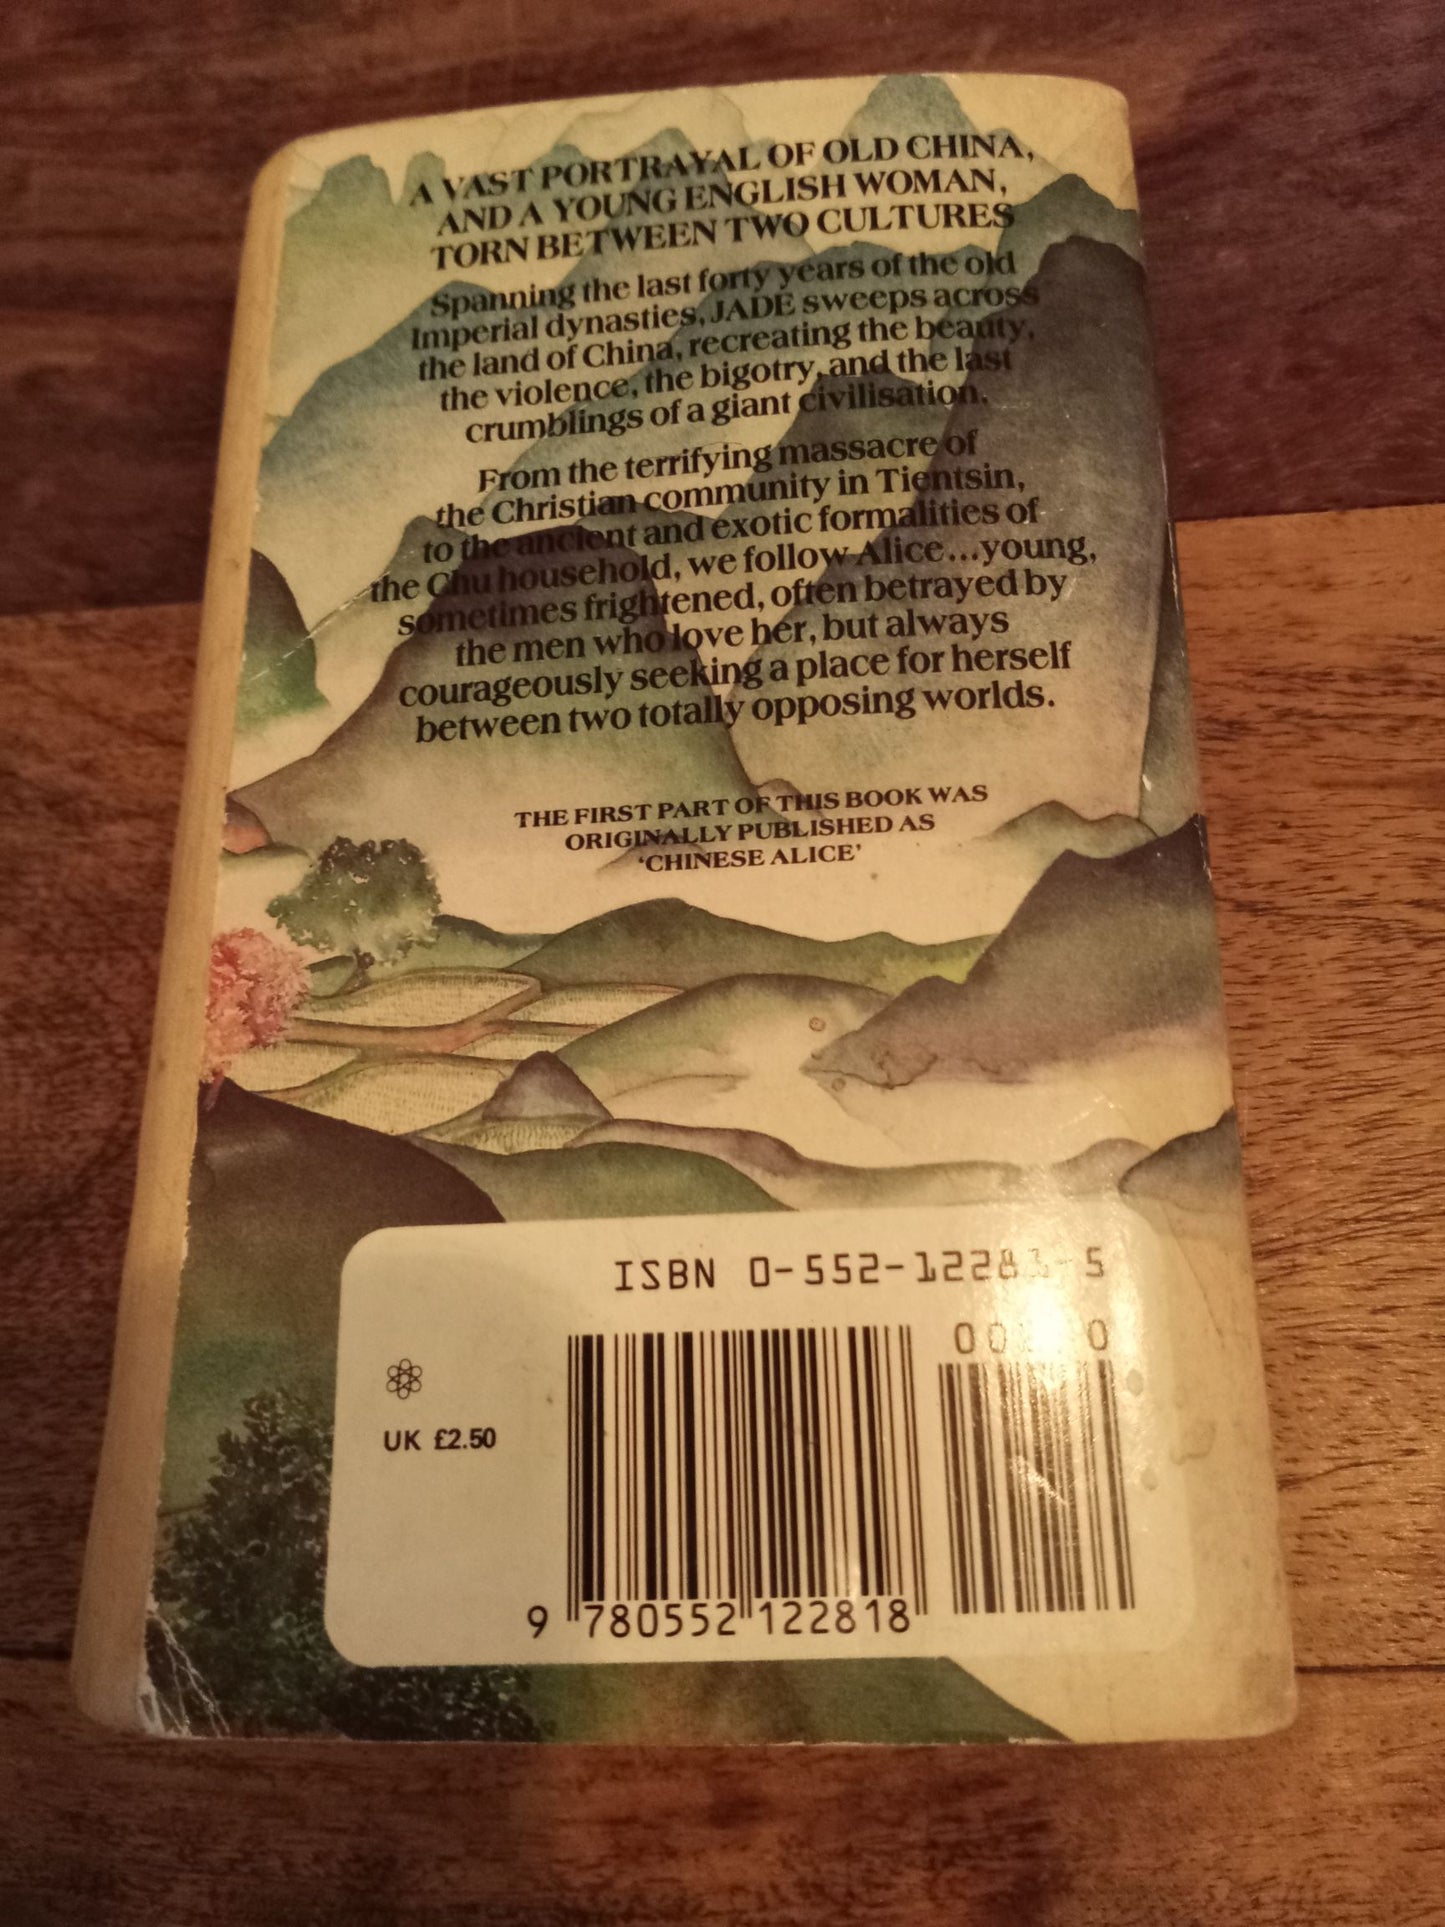 A VAST PORTRAYAL OF OLD CHINA,
AND A YOUNG ENGLISH WOMAN,
TORN BETWEEN TWO CULTURES
Spanning the last forty years of the old
Imperial dynasties, JADE sweeps across
the land of China, recreating the beauty,
the violence, the bigotry, and the last
crumblings of a giant civilisation.
From the terrifying massacre of
the Christian community in Tientsin,
to the ancient and exotic formalities of
the Chu household, we follow Alice...young,
sometimes frightened, often betrayed by
the men who love her, but always
courageously seeking a place for herself
between two totally opposing worlds.
THE FIRST PART OF THIS BOOK WAS
ORIGINALLY PUBLISHED AS
'CHINESE ALICE'
ISBN 0-552-12281-5
UK £2.50
9 780552 122818